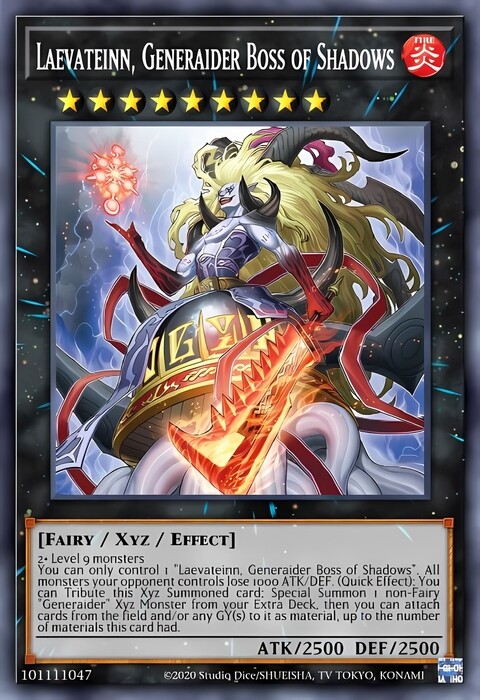 LAEVATEINN, GENERAIDER BOSS OF SHADOWS
FIRE
炎
[FAIRY / XYZ / EFFECT]
2+ Level 9 monsters
You can only control 1 "Laevateinn, Generaider Boss of Shadows". All
monsters your opponent controls lose 1000 ATK/DEF. (Quick Effect): You
can Tribute this Xyz Summoned card; Special Summon 1 non-Fairy
"Generaider" Xyz Monster from your Extra Deck, then you can attach
cards from the field and/or any GY(s) to it as material, up to the
number of materials this card had.
ATK/2500 DEF/2500
101111047
©2020 Studio Dice/SHUEISHA, TV TOKYO, KONAMI